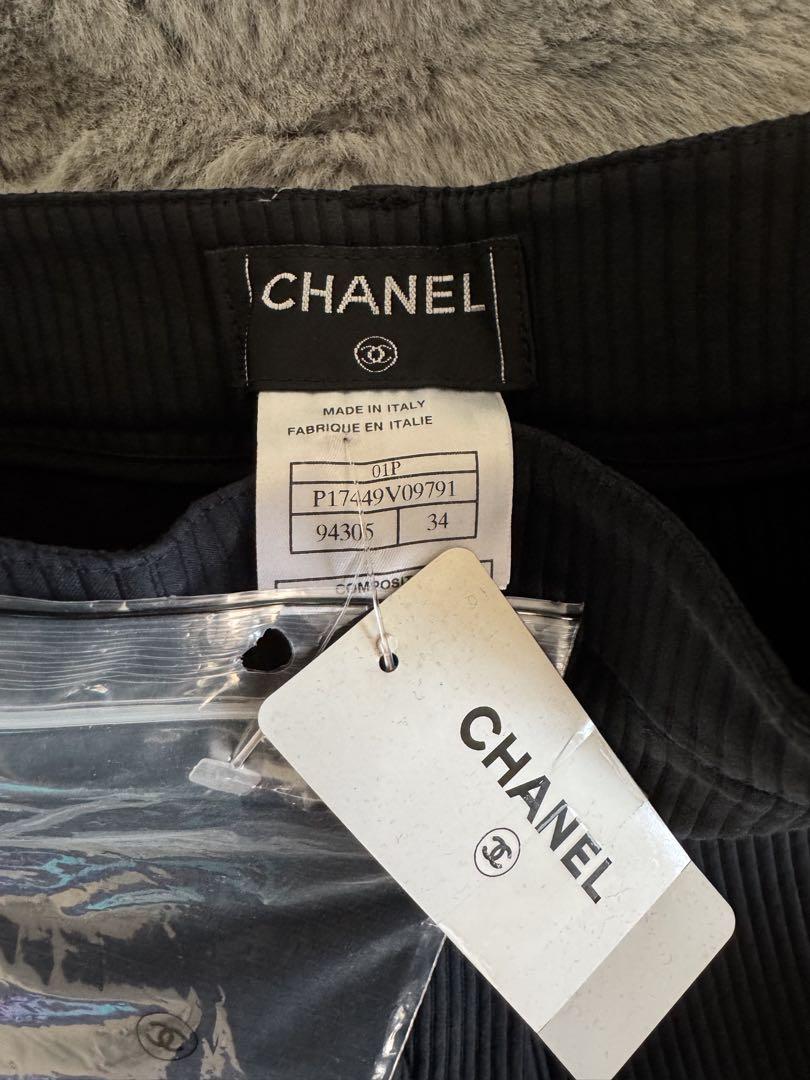 CHANEL
MADE IN ITALY
FABRIQUE EN ITALIE
01P
P17449V09791
94305 34
CHANEL